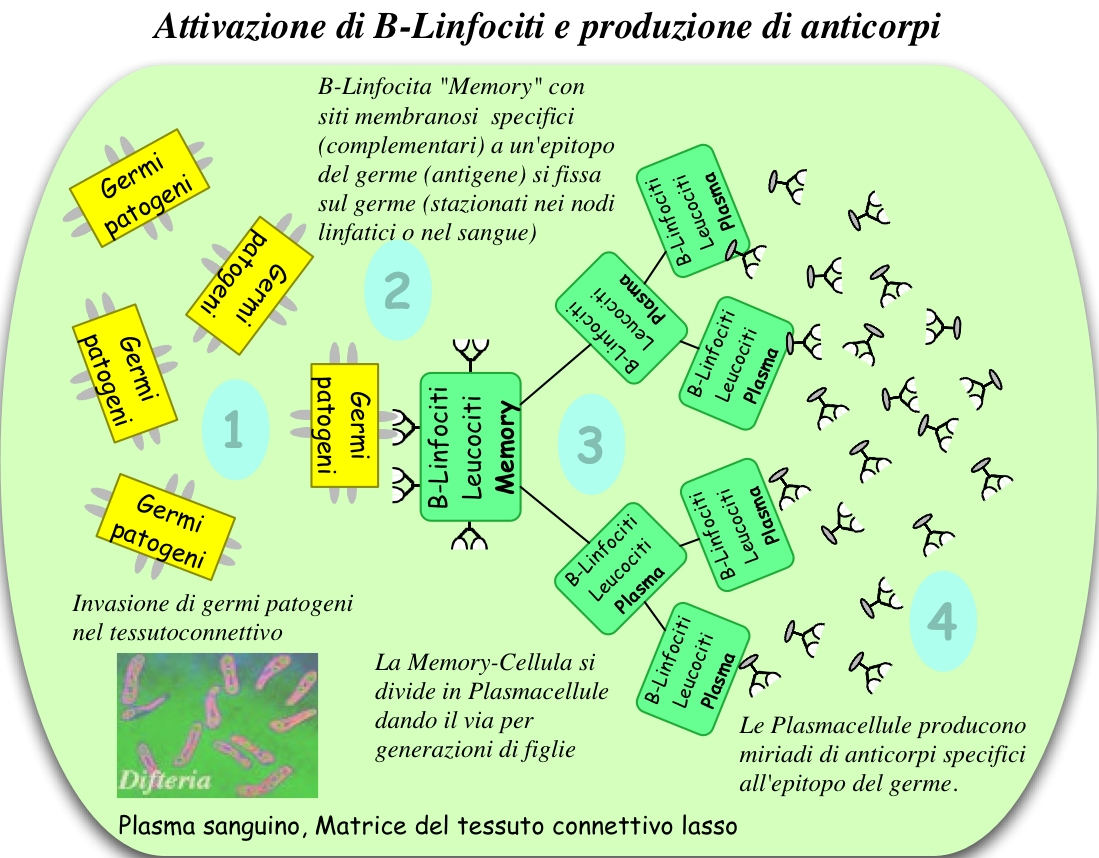 Attivazione di B-Linfociti e produzione di anticorpi
B-Linfocita "Memory" con
siti membranosi specifici
(complementari) a un'epitopo
del germe (antigene) si fissa
sul germe (stazionati nei nodi
linfatici o nel sangue)
Germi
patogeni
Germi
patogeni
Germi
patogeni
Germi
patogeni
Germi
patogeni
1
2
3
4
B-Linfociti
Leucociti
Memory
B-Linfociti
Leucociti
Plasma
B-Linfociti
Leucociti
Plasma
B-Linfociti
Leucociti
Plasma
B-Linfociti
Leucociti
Plasma
B-Linfociti
Leucociti
Plasma
B-Linfociti
Leucociti
Plasma
Invasione di germi patogeni
nel tessutoconnettivo
Difteria
La Memory-Cellula si
divide in Plasmacellule
dando il via per
generazioni di figlie
Le Plasmacellule producono
miriadi di anticorpi specifici
all'epitopo del germe.
Plasma sanguino, Matrice del tessuto connettivo lasso